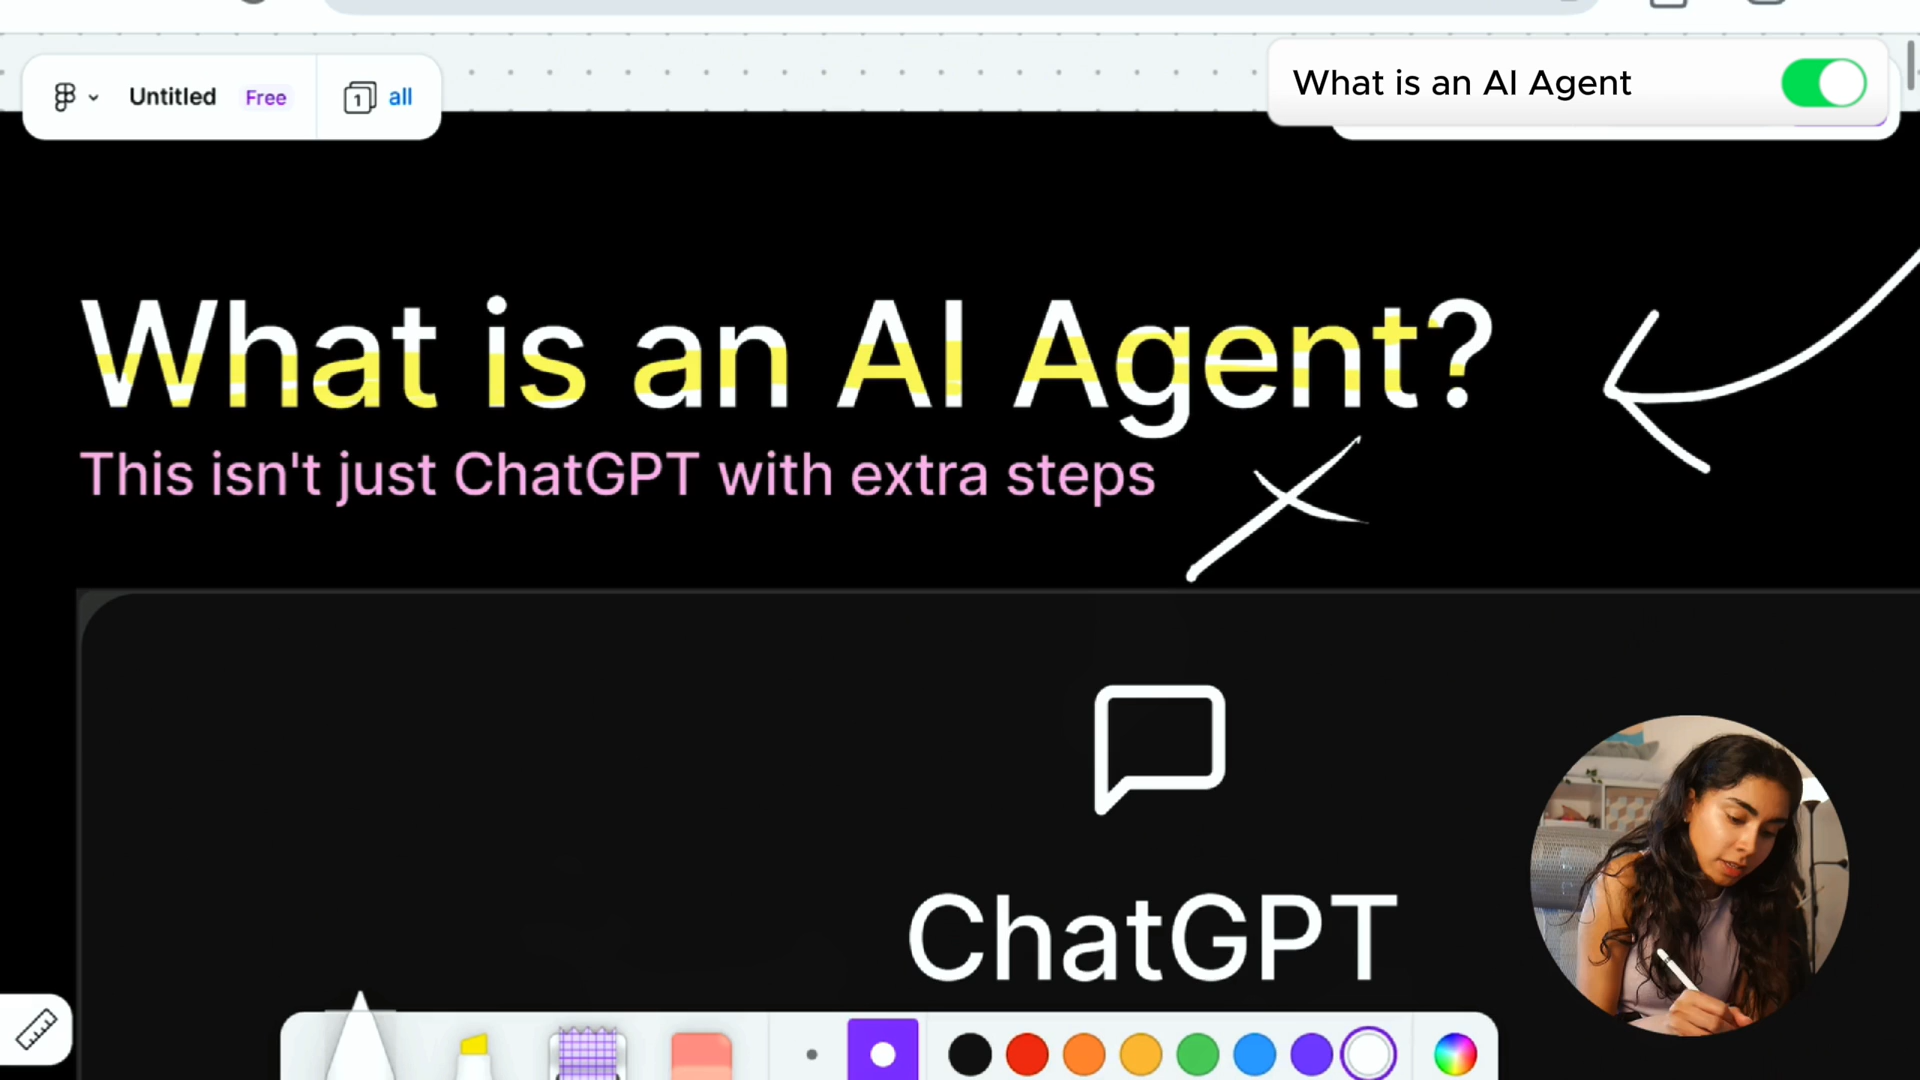 Untitled Free 1 all
What is an AI Agent
What is an AI Agent?
This isn't just ChatGPT with extra steps
ChatGPT